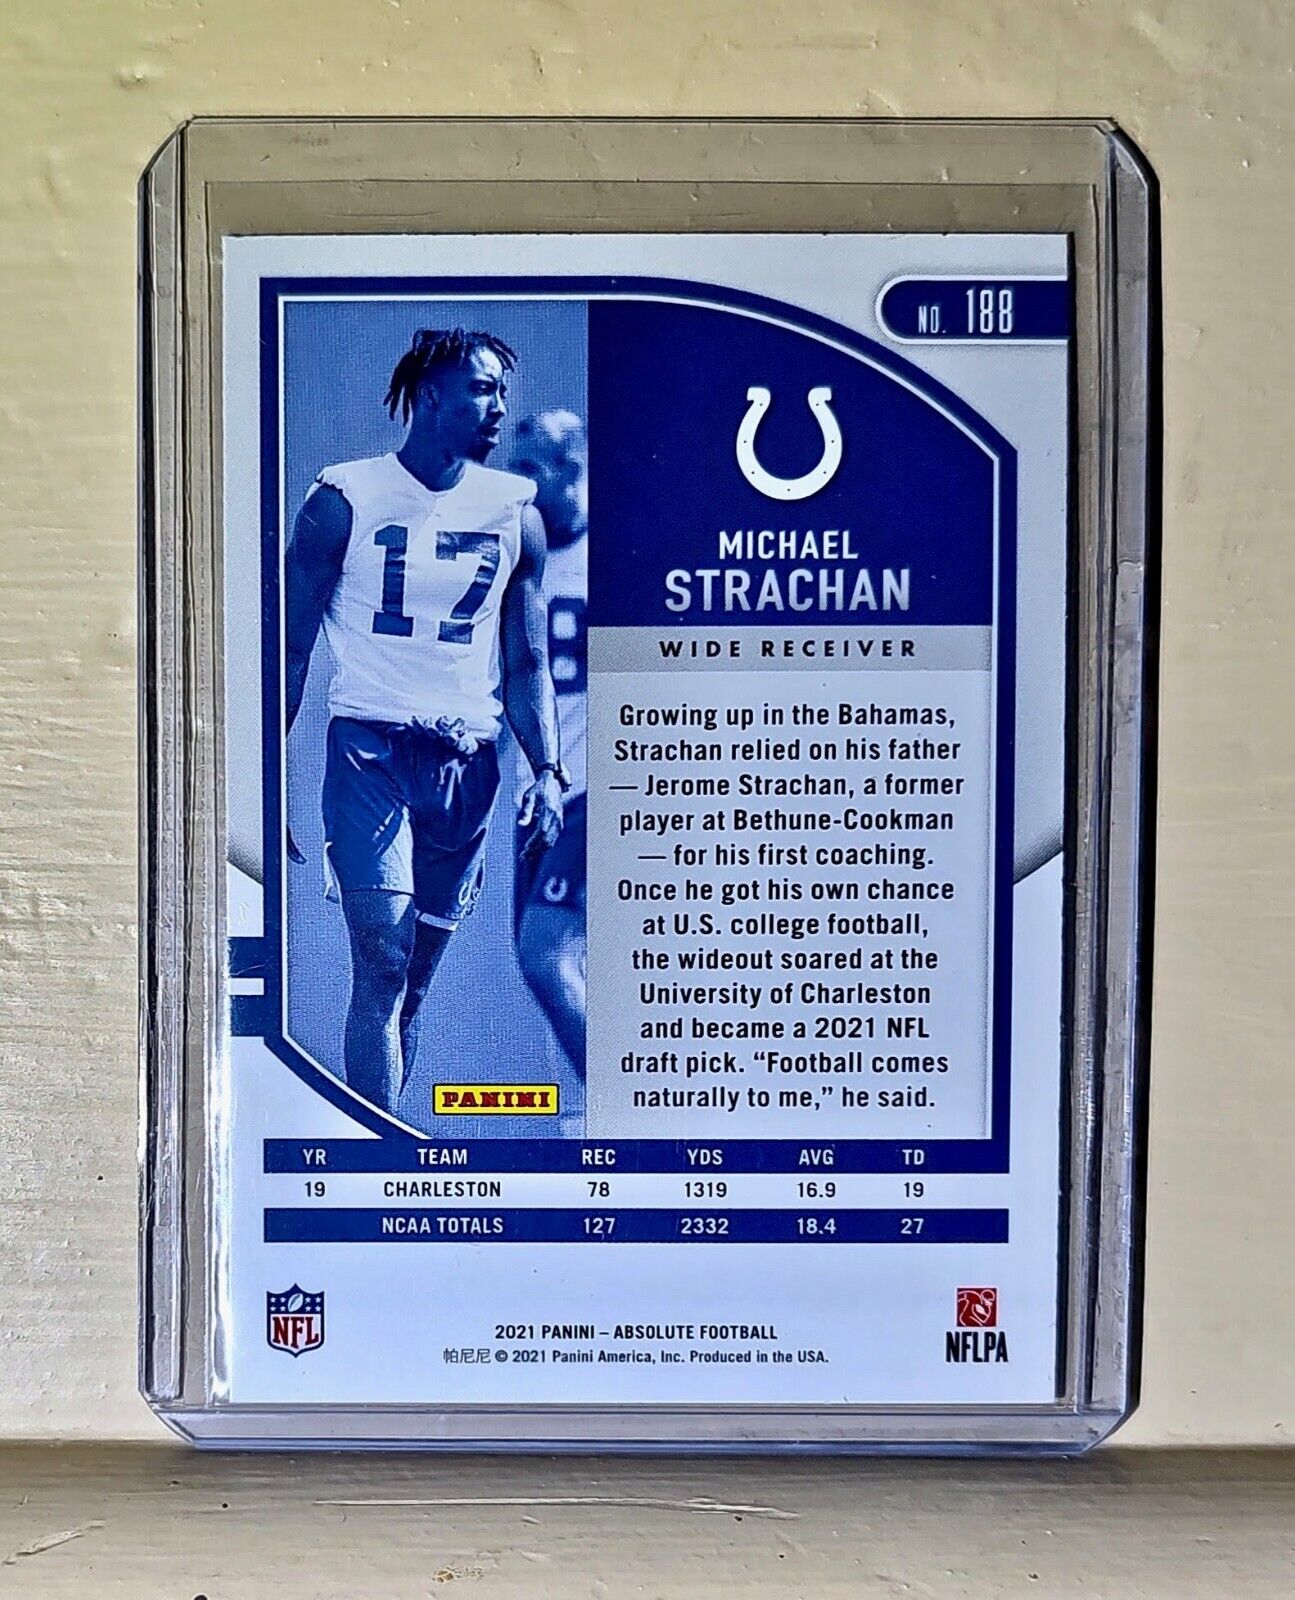 NO. 188
17
8
MICHAEL
STRACHAN
WIDE RECEIVER
Growing up in the Bahamas,
Strachan relied on his father
— Jerome Strachan, a former
player at Bethune-Cookman
— for his first coaching.
Once he got his own chance
at U.S. college football,
the wideout soared at the
University of Charleston
and became a 2021 NFL
draft pick. “Football comes
naturally to me,” he said.
PANINI
YR TEAM REC YDS AVG TD
19 CHARLESTON 78 1319 16.9 19
NCAA TOTALS 127 2332 18.4 27
NFL
2021 PANINI – ABSOLUTE FOOTBALL
帕尼尼 © 2021 Panini America, Inc. Produced in the USA.
NFLPA